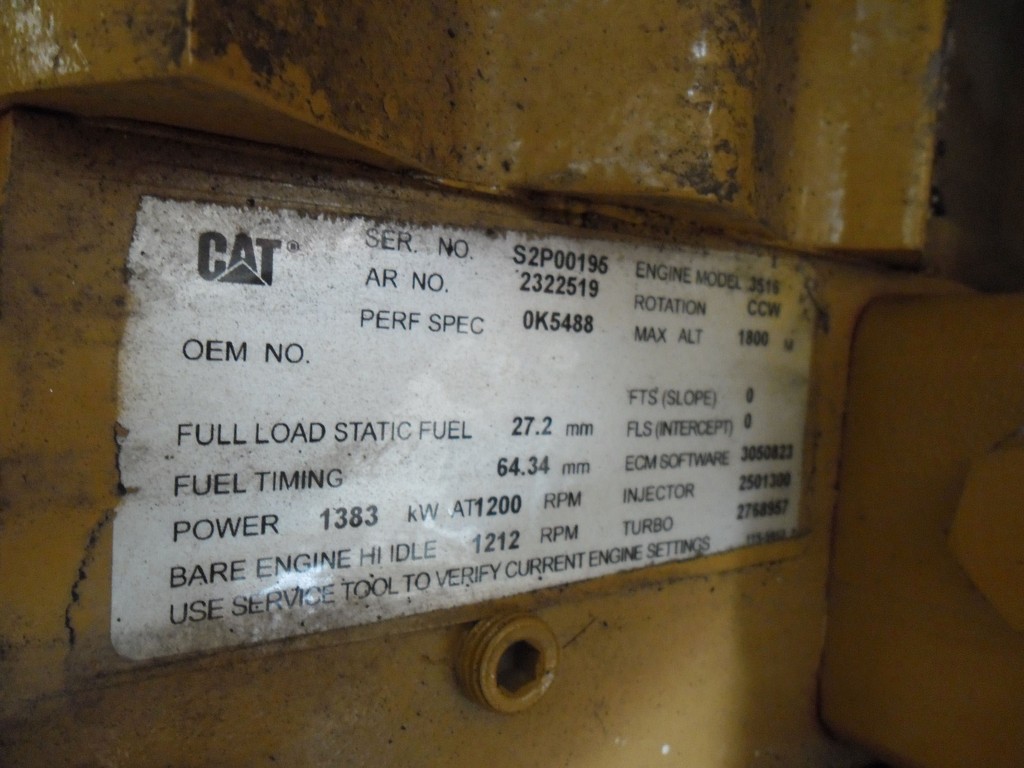 CAT®
SER. NO. S2P00195
AR NO. 2322519
PERF SPEC 0K5488
ENGINE MODEL 3516
ROTATION CCW
MAX ALT 1800 M
OEM NO.
FULL LOAD STATIC FUEL 27.2 mm
FUEL TIMING 64.34 mm
POWER 1383 kW AT 1200 RPM
BARE ENGINE HI IDLE 1212 RPM
FTS (SLOPE) 0
FLS (INTERCEPT) 0
ECM SOFTWARE 3050823
INJECTOR 2501300
TURBO 2768957
USE SERVICE TOOL TO VERIFY CURRENT ENGINE SETTINGS